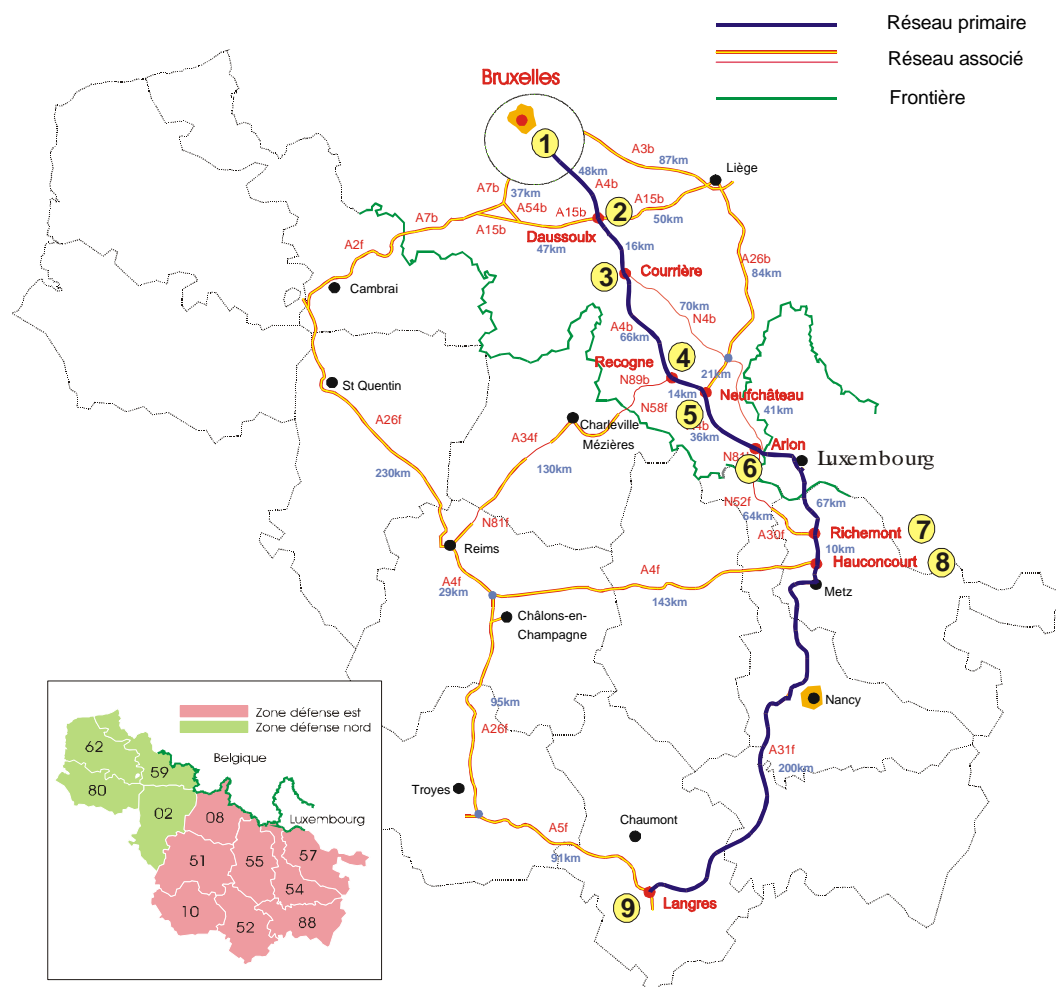 Réseau primaire
Réseau associé
Frontière
Bruxelles
1
A3b
87km
48km
Liège
A4b
A7b
37km
A54b
A15b
2
A15b
50km
A7b
A15b
Daussoulx
47km
16km
A2f
A26b
84km
3
Courrière
Cambrai
70km
N4b
A4b
66km
4
Recogne
21km
N89b
14km
Neufchâteau
St Quentin
N58f
5
41km
36km
A26f
Charleville
Mézières
Arlon
A34f
6
Luxembourg
230km
130km
N52f
67km
64km
N81f
A30f
Richemont
7
Reims
10km
Hauconcourt
8
A4f
29km
A4f
143km
Metz
Châlons-en-
Champagne
95km
Nancy
A26f
A31f
200km
Troyes
Chaumont
A5f
91km
9
Langres
Zone défense est
Zone défense nord
62
59
Belgique
80
02
08
Luxembourg
51
55
57
54
10
52
88